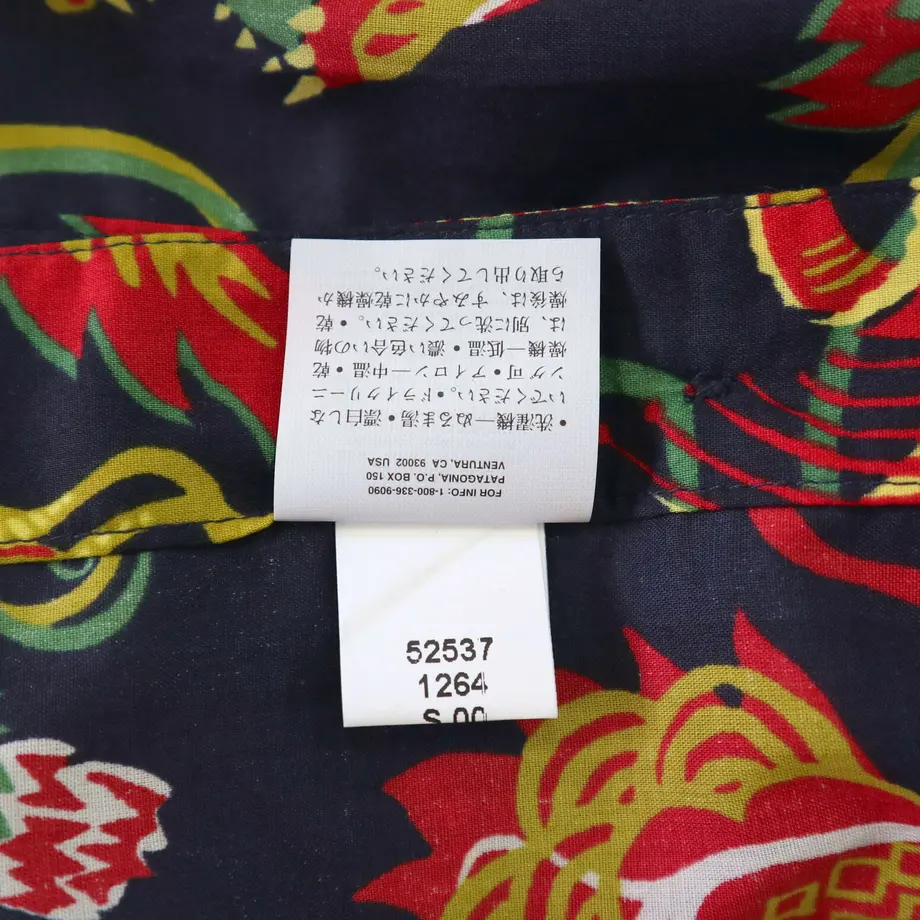 FOR INFO: 1-800-336-9090
PATAGONIA, P.O. BOX 150
VENTURA, CA 93002 USA
• 洗濯機—ぬるま湯 • 漂白しな
いでください。• ドライクリーニ
ング可 • アイロン—中温 • 乾
燥機—低温 • 濃い色合いの物
は、別に洗ってください。• 乾
燥後は、すみやかに乾燥機か
ら取り出してください。
52537
1264
S 00